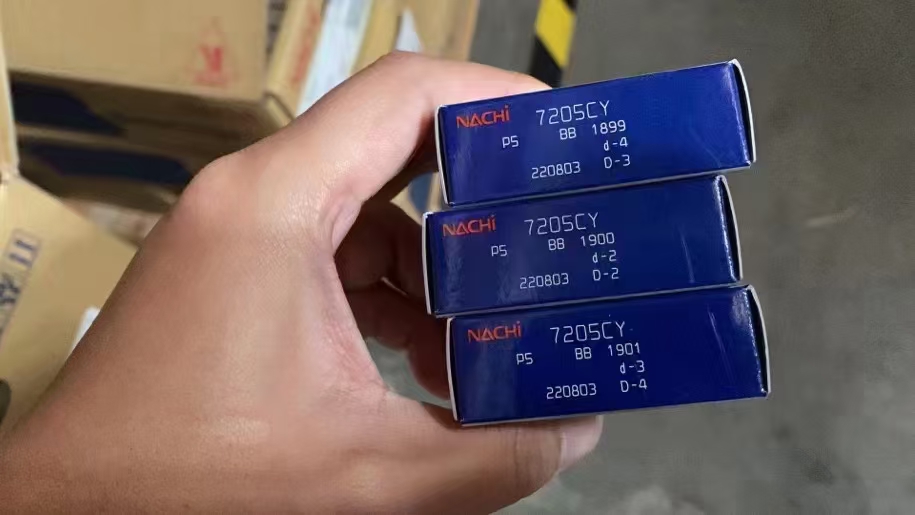 NACHi 7205CY
P5 BB 1899
d-4
220803 D-3
NACHi 7205CY
P5 BB 1900
d-2
220803 D-2
NACHi 7205CY
P5 BB 1901
d-3
220803 D-4